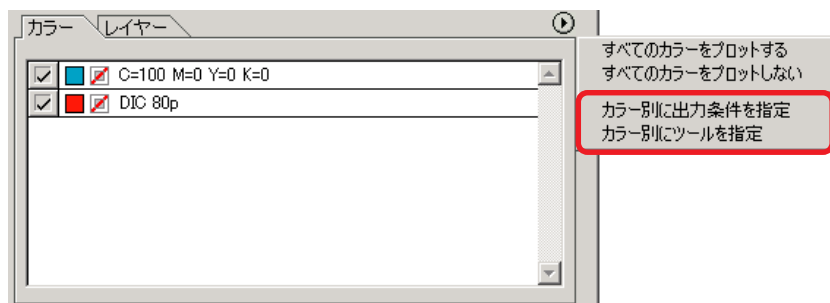 カラー レイヤー
C=100 M=0 Y=0 K=0
DIC 80p
すべてのカラーをプロットする
すべてのカラーをプロットしない
カラー別に出力条件を指定
カラー別にツールを指定